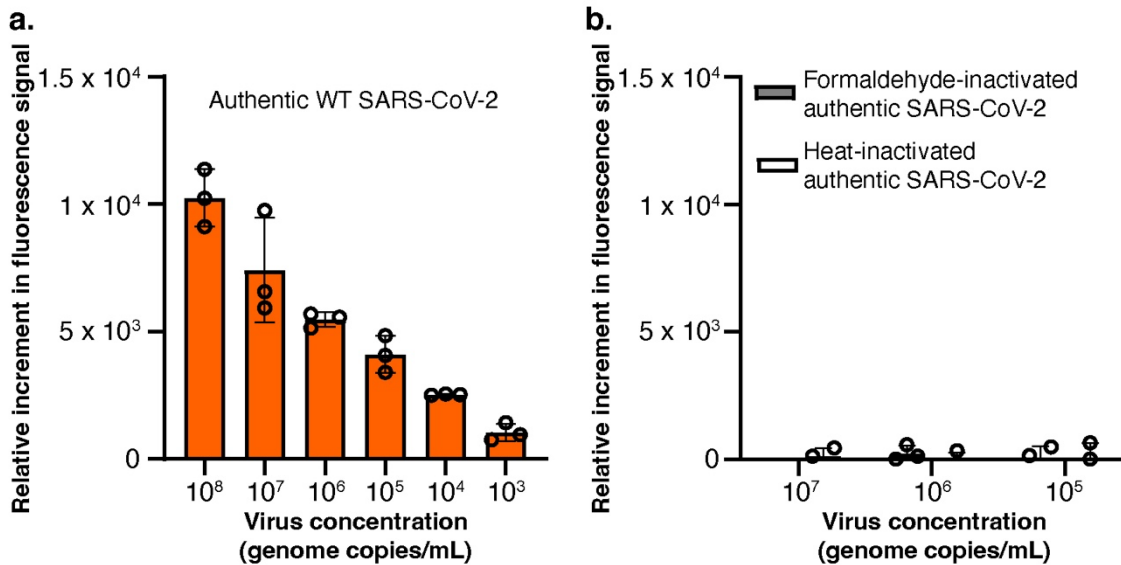 a.
Relative increment in fluorescence signal
1.5 x 10⁴
1 x 10⁴
5 x 10³
0
Authentic WT SARS-CoV-2
10⁸ 10⁷ 10⁶ 10⁵ 10⁴ 10³
Virus concentration
(genome copies/mL)
b.
Relative increment in fluorescence signal
1.5 x 10⁴
1 x 10⁴
5 x 10³
0
Formaldehyde-inactivated
authentic SARS-CoV-2
Heat-inactivated
authentic SARS-CoV-2
10⁷ 10⁶ 10⁵
Virus concentration
(genome copies/mL)